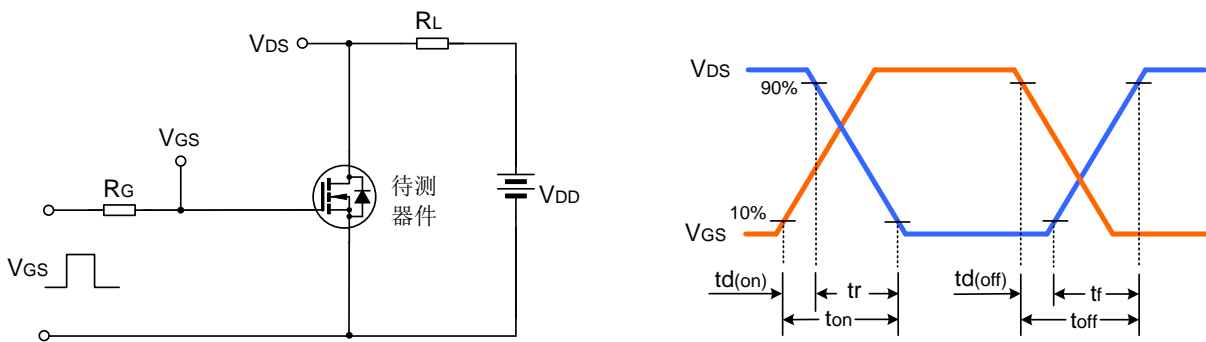 RL
VDS
VGS
RG
待测
器件
VDD
VGS
VDS
90%
10%
VGS
td(on)
tr
td(off)
tf
ton
toff